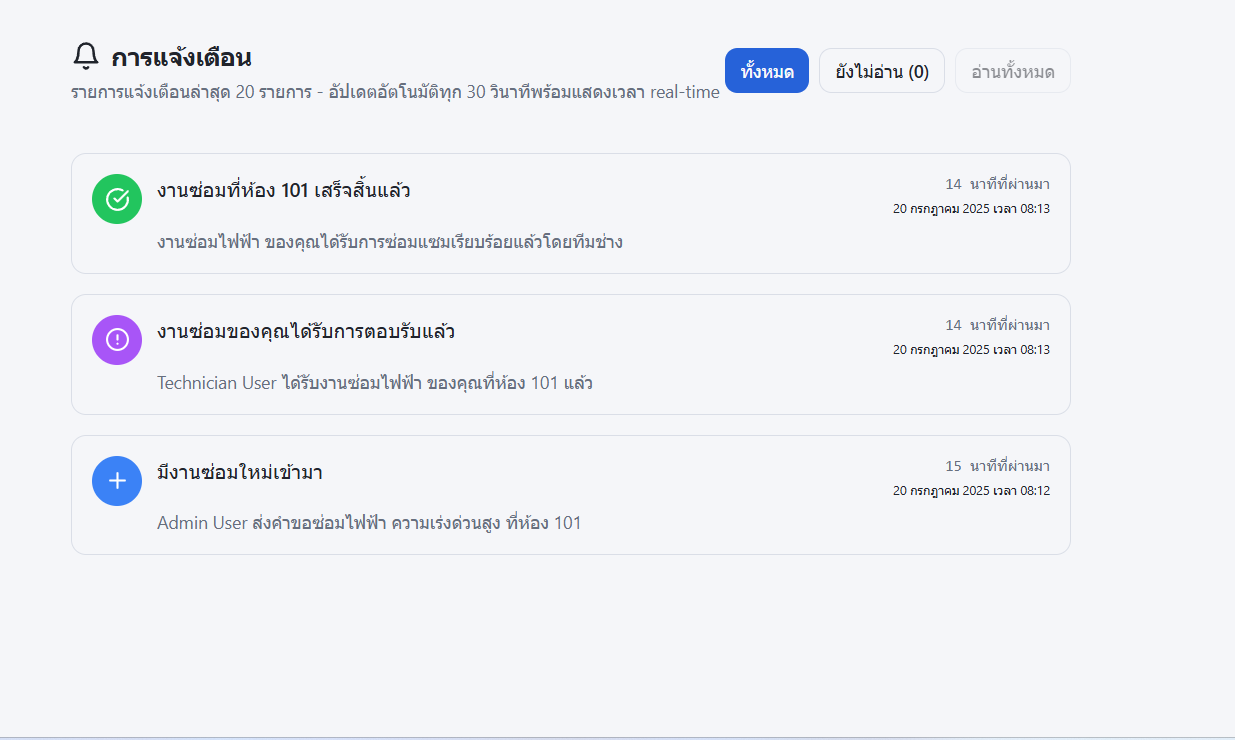 การแจ้งเตือน
รายการแจ้งเตือนล่าสุด 20 รายการ - อัปเดตอัตโนมัติทุก 30 วินาทีพร้อมแสดงเวลา real-time
ทั้งหมด
ยังไม่อ่าน (0)
อ่านทั้งหมด
งานซ่อมที่ห้อง 101 เสร็จสิ้นแล้ว
14 นาทีที่ผ่านมา
20 กรกฎาคม 2025 เวลา 08:13
งานซ่อมไฟฟ้า ของคุณได้รับการซ่อมแซมเรียบร้อยแล้วโดยทีมช่าง
งานซ่อมของคุณได้รับการตอบรับแล้ว
14 นาทีที่ผ่านมา
20 กรกฎาคม 2025 เวลา 08:13
Technician User ได้รับงานซ่อมไฟฟ้า ของคุณที่ห้อง 101 แล้ว
มีงานซ่อมใหม่เข้ามา
15 นาทีที่ผ่านมา
20 กรกฎาคม 2025 เวลา 08:12
Admin User ส่งคำขอซ่อมไฟฟ้า ความเร่งด่วนสูง ที่ห้อง 101